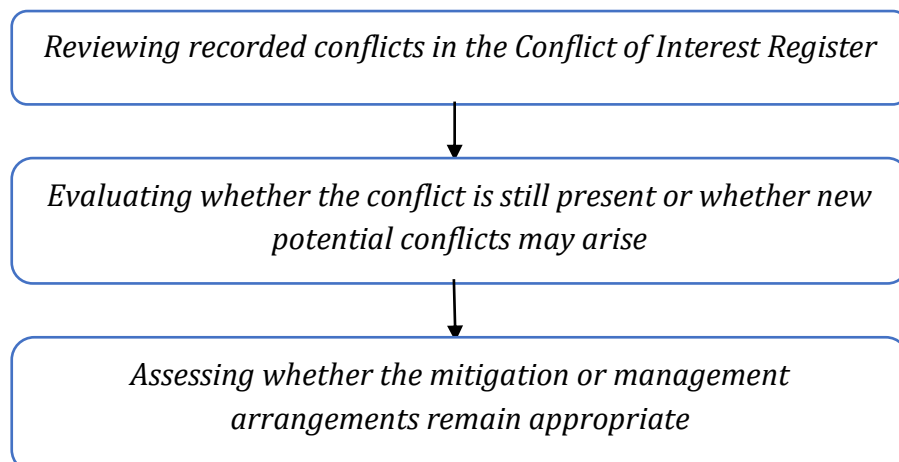 Reviewing recorded conflicts in the Conflict of Interest Register
Evaluating whether the conflict is still present or whether new
potential conflicts may arise
Assessing whether the mitigation or management
arrangements remain appropriate